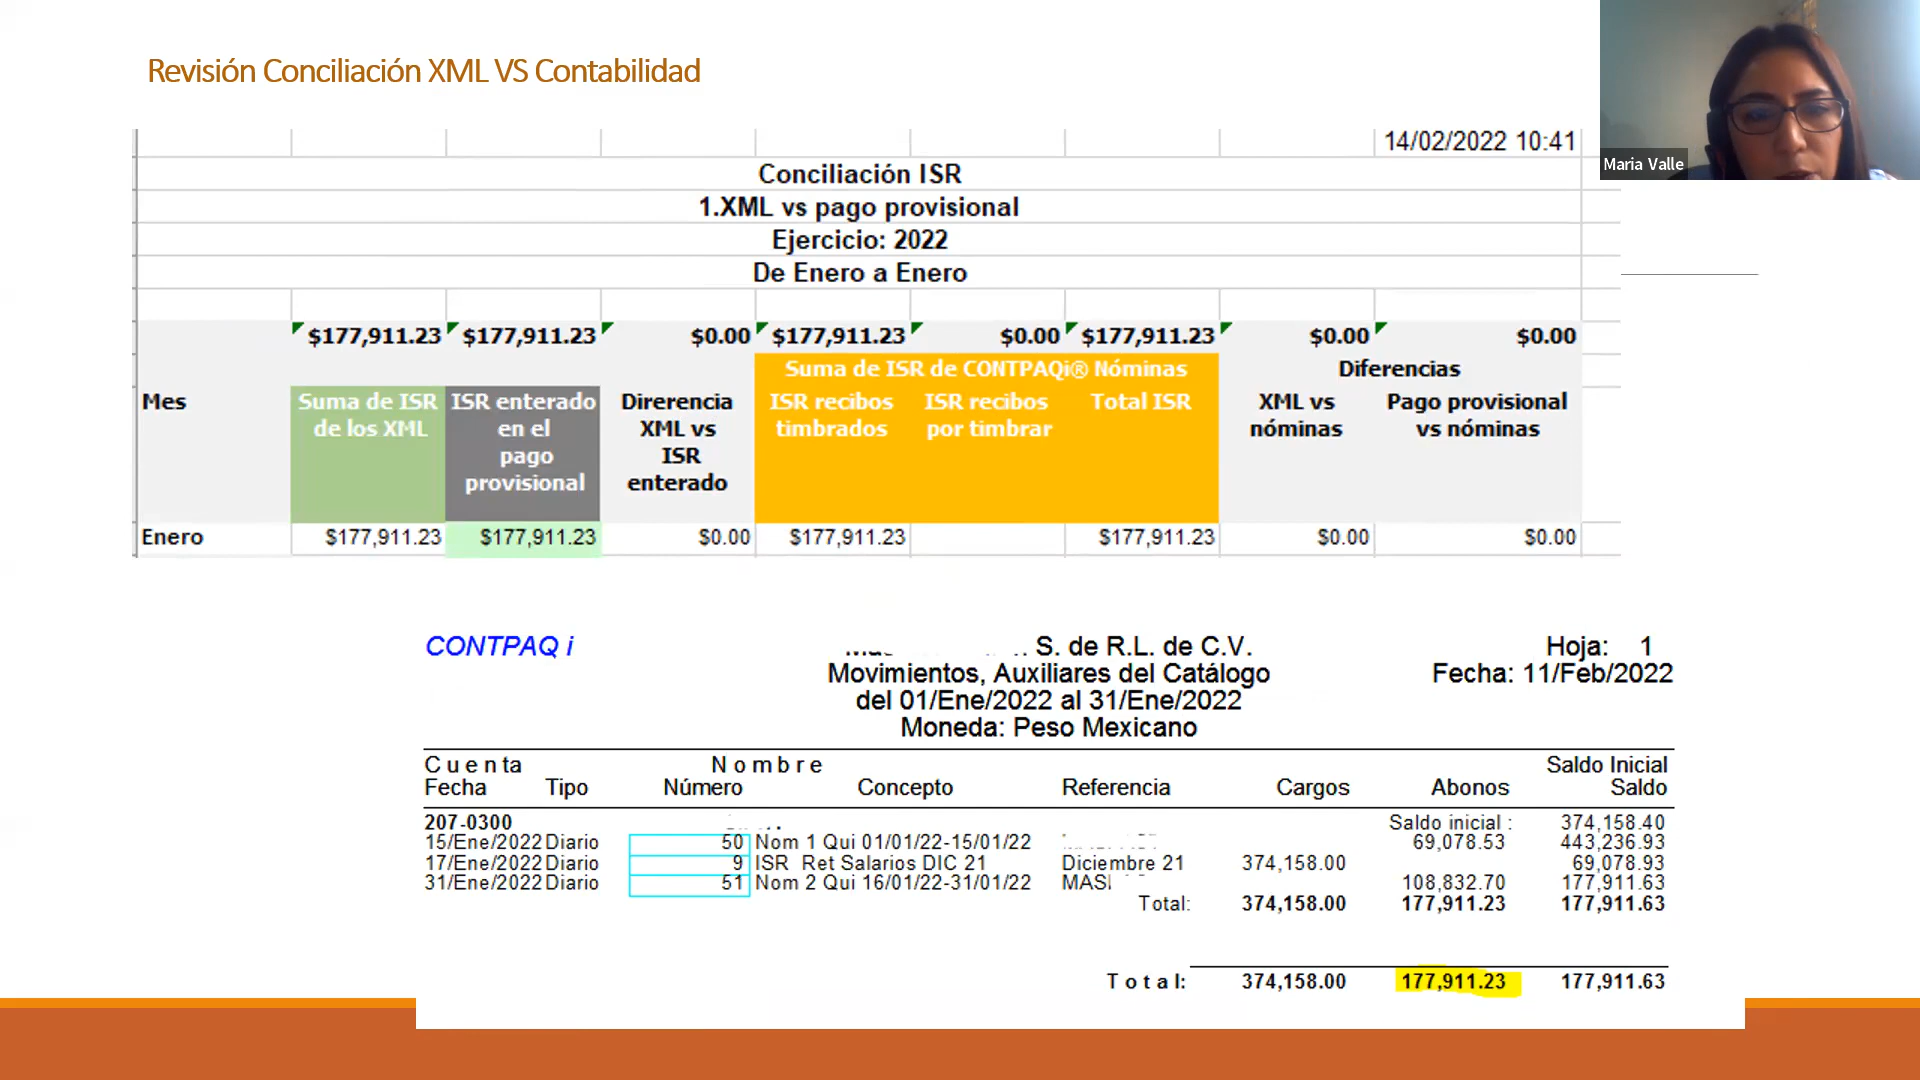 Revisión Conciliación XML VS Contabilidad
Maria Valle
14/02/2022 10:41
Conciliación ISR
1.XML vs pago provisional
Ejercicio: 2022
De Enero a Enero
$177,911.23 $177,911.23 $0.00 $177,911.23 $0.00 $177,911.23 $0.00 $0.00
Suma de ISR de CONTPAQi® Nóminas Diferencias
Mes Suma de ISR ISR enterado Direrencia ISR recibos ISR recibos Total ISR XML vs Pago provisional
de los XML en el XML vs timbrados por timbrar nóminas vs nóminas
pago ISR
provisional enterado
Enero $177,911.23 $177,911.23 $0.00 $177,911.23 $177,911.23 $0.00 $0.00
CONTPAQ i S. de R.L. de C.V. Hoja: 1
Movimientos, Auxiliares del Catálogo Fecha: 11/Feb/2022
del 01/Ene/2022 al 31/Ene/2022
Moneda: Peso Mexicano
Cuenta Nombre Saldo Inicial
Fecha Tipo Número Concepto Referencia Cargos Abonos Saldo
207-0300 Saldo inicial : 374,158.40
15/Ene/2022 Diario 50 Nom 1 Qui 01/01/22-15/01/22 69,078.53 443,236.93
17/Ene/2022 Diario 9 ISR Ret Salarios DIC 21 Diciembre 21 374,158.00 69,078.93
31/Ene/2022 Diario 51 Nom 2 Qui 16/01/22-31/01/22 108,832.70 177,911.63
Total: 374,158.00 177,911.23 177,911.63
Total: 374,158.00 177,911.23 177,911.63